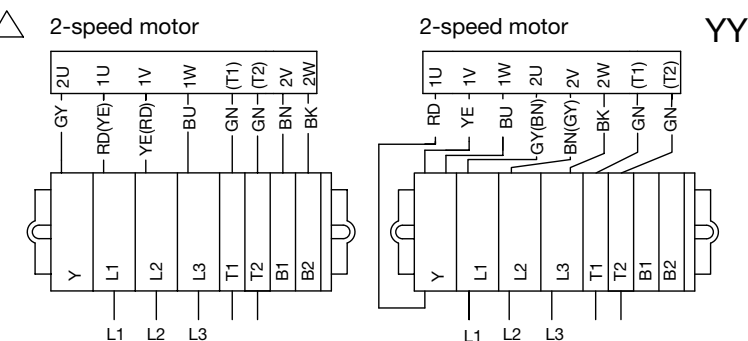 2-speed motor
2U 1U 1V 1W (T1) (T2) 2V 2W
GY RD(YE) YE(RD) BU GN GN BN BK
Y L1 L2 L3 T1 T2 B1 B2
L1 L2 L3
2-speed motor YY
1U 1V 1W 2U 2V 2W (T1) (T2)
RD YE BU GY(BN) BN(GY) BK GN GN
Y L1 L2 L3 T1 T2 B1 B2
L1 L2 L3